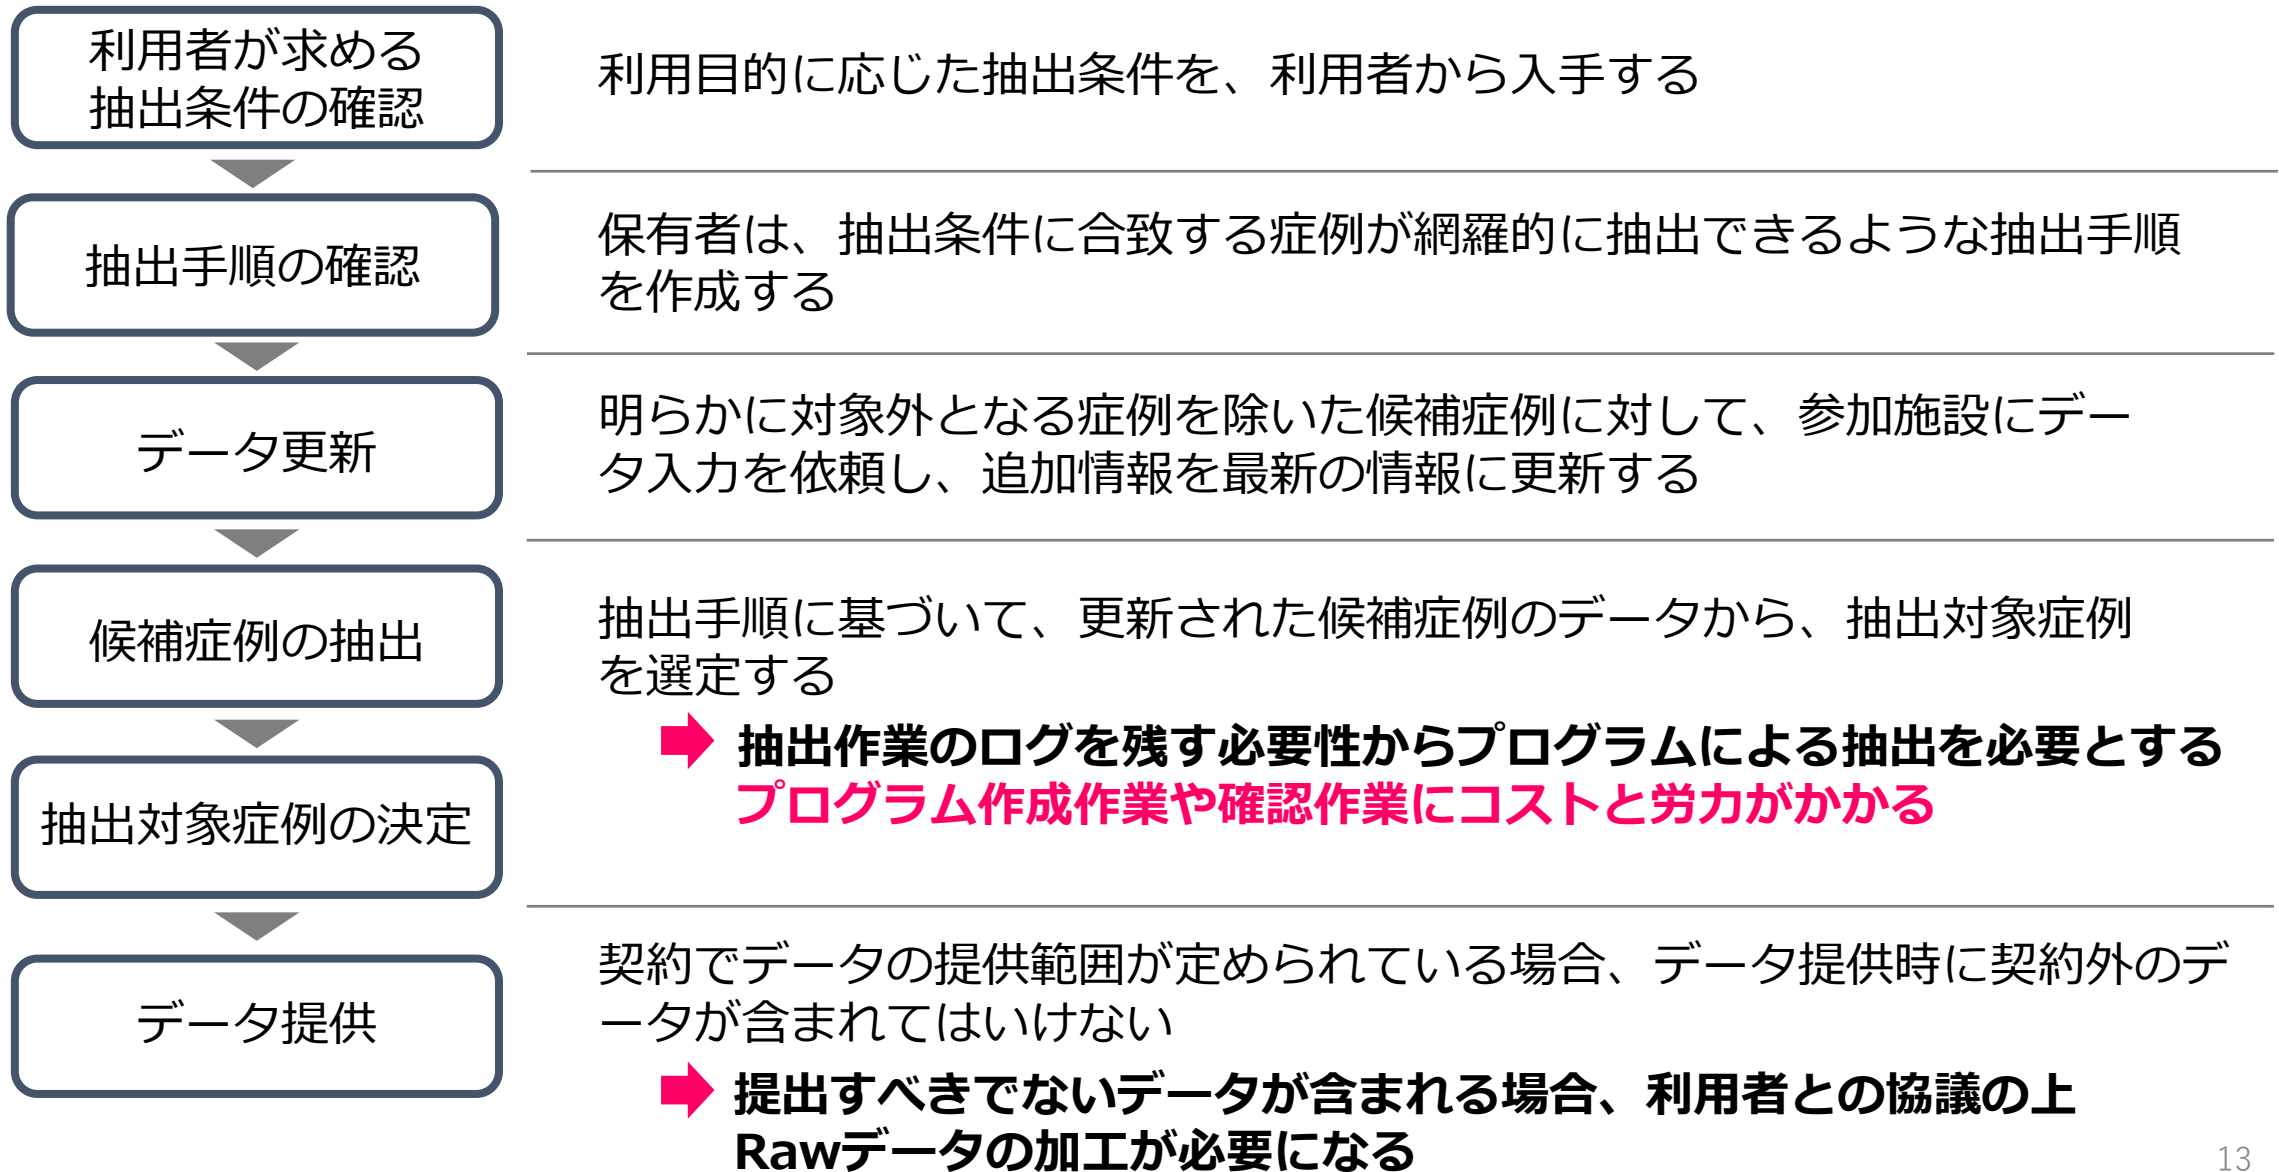 利用者が求める
抽出条件の確認
利用目的に応じた抽出条件を、利用者から入手する
抽出手順の確認
保有者は、抽出条件に合致する症例が網羅的に抽出できるような抽出手順
を作成する
データ更新
明らかに対象外となる症例を除いた候補症例に対して、参加施設にデー
タ入力を依頼し、追加情報を最新の情報に更新する
候補症例の抽出
抽出手順に基づいて、更新された候補症例のデータから、抽出対象症例
を選定する
抽出作業のログを残す必要性からプログラムによる抽出を必要とする
プログラム作成作業や確認作業にコストと労力がかかる
抽出対象症例の決定
データ提供
契約でデータの提供範囲が定められている場合、データ提供時に契約外のデ
ータが含まれてはいけない
提出すべきでないデータが含まれる場合、利用者との協議の上
Rawデータの加工が必要になる
13